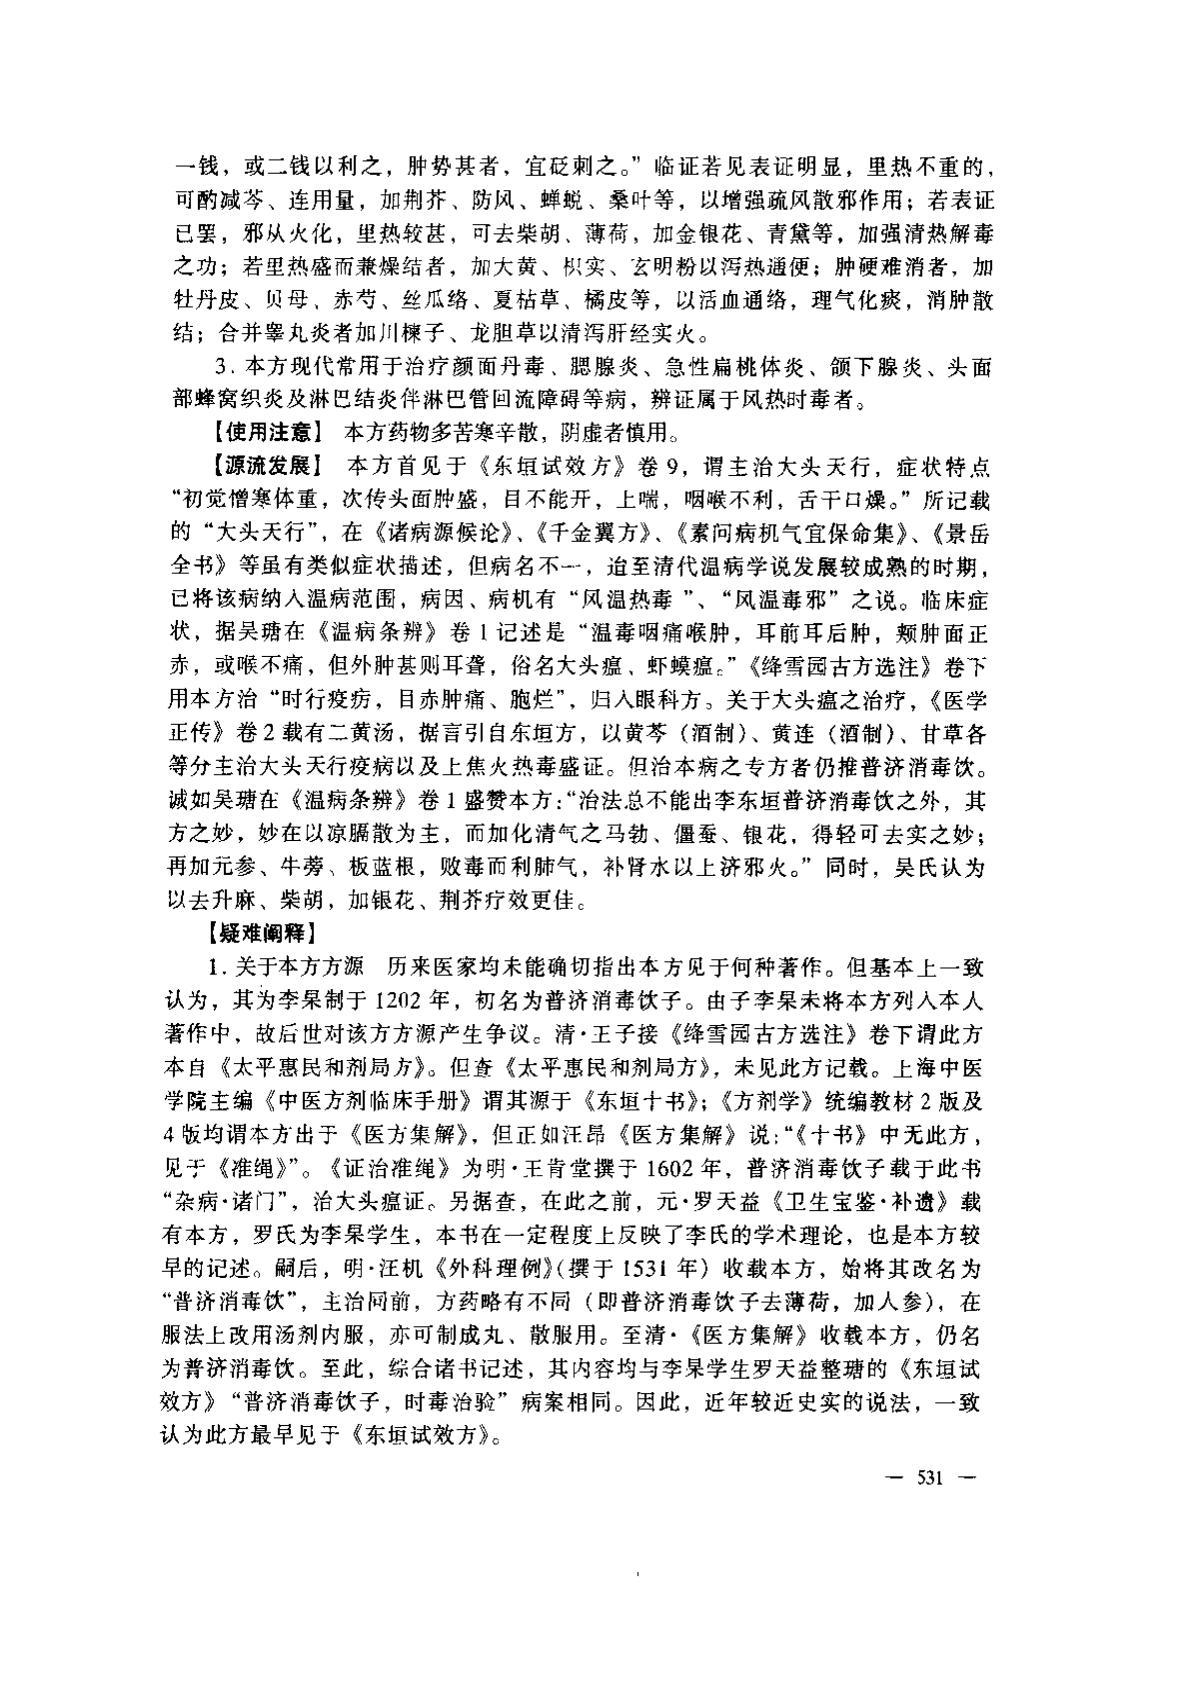 一钱，或二钱以利之，肿势甚者，宜砭刺之。”临证若见表证明显，里热不重的，
可酌减芩、连用量，加荆芥、防风、蝉蜕、桑叶等，以增强疏风散邪作用；若表证
已罢，邪从火化，里热较甚，可去柴胡、薄荷，加金银花、青黛等，加强清热解毒
之功；若里热盛而兼燥结者，加大黄、枳实、玄明粉以泻热通便；肿硬难消者，加
牡丹皮、贝母、赤芍、丝瓜络、夏枯草、橘皮等，以活血通络，理气化痰，消肿散
结；合并睾丸炎者加川楝子、龙胆草以清泻肝经实火。
3. 本方现代常用于治疗颜面丹毒、腮腺炎、急性扁桃体炎、颌下腺炎、头面
部蜂窝织炎及淋巴结炎伴淋巴管回流障碍等病，辨证属于风热时毒者。
【使用注意】 本方药物多苦寒辛散，阴虚者慎用。
【源流发展】 本方首见于《东垣试效方》卷 9，谓主治大头天行，症状特点
“初觉憎寒体重，次传头面肿盛，目不能开，上喘，咽喉不利，舌干口燥。”所记载
的“大头天行”，在《诸病源候论》、《千金翼方》、《素问病机气宜保命集》、《景岳
全书》等虽有类似症状描述，但病名不一，迨至清代温病学说发展较成熟的时期，
已将该病纳入温病范围，病因、病机有“风温热毒 ”、“风温毒邪”之说。临床症
状，据吴瑭在《温病条辨》卷 1 记述是“温毒咽痛喉肿，耳前耳后肿，颊肿面正
赤，或喉不痛，但外肿甚则耳聋，俗名大头瘟、虾蟆瘟。”《绛雪园古方选注》卷下
用本方治“时行疫疠，目赤肿痛、胞烂”，归入眼科方。关于大头瘟之治疗，《医学
正传》卷 2 载有二黄汤，据言引自东垣方，以黄芩（酒制）、黄连（酒制）、甘草各
等分主治大头天行疫病以及上焦火热毒盛证。但治本病之专方者仍推普济消毒饮。
诚如吴瑭在《温病条辨》卷 1 盛赞本方：“治法总不能出李东垣普济消毒饮之外，其
方之妙，妙在以凉膈散为主，而加化清气之马勃、僵蚕、银花，得轻可去实之妙；
再加元参、牛蒡、板蓝根，败毒而利肺气，补肾水以上济邪火。”同时，吴氏认为
以去升麻、柴胡，加银花、荆芥疗效更佳。
【疑难阐释】
1. 关于本方方源 历来医家均未能确切指出本方见于何种著作。但基本上一致
认为，其为李杲制于 1202 年，初名为普济消毒饮子。由于李杲未将本方列入本人
著作中，故后世对该方方源产生争议。清·王子接《绛雪园古方选注》卷下谓此方
本自《太平惠民和剂局方》。但查《太平惠民和剂局方》，未见此方记载。上海中医
学院主编《中医方剂临床手册》谓其源于《东垣十书》；《方剂学》统编教材 2 版及
4 版均谓本方出于《医方集解》，但正如汪昂《医方集解》说：“《十书》中无此方，
见于《准绳》”。《证治准绳》为明·王肯堂撰于 1602 年，普济消毒饮子载于此书
“杂病·诸门”，治大头瘟证。另据查，在此之前，元·罗天益《卫生宝鉴·补遗》载
有本方，罗氏为李杲学生，本书在一定程度上反映了李氏的学术理论，也是本方较
早的记述。嗣后，明·汪机《外科理例》（撰于 1531 年）收载本方，始将其改名为
“普济消毒饮”，主治同前，方药略有不同（即普济消毒饮子去薄荷，加人参），在
服法上改用汤剂内服，亦可制成丸、散服用。至清·《医方集解》收载本方，仍名
为普济消毒饮。至此，综合诸书记述，其内容均与李杲学生罗天益整理的《东垣试
效方》“普济消毒饮子，时毒治验”病案相同。因此，近年较近史实的说法，一致
认为此方最早见于《东垣试效方》。
— 531 —